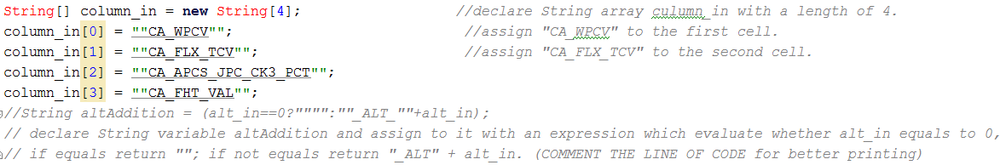 String[] column_in = new String[4]; //declare String array culumn_in with a length of 4.
column_in[0] = ""CA_WPCV""; //assign "CA_WPCV" to the first cell.
column_in[1] = ""CA_FLX_TCV""; //assign "CA_FLX_TCV" to the second cell.
column_in[2] = ""CA_APCS_JPC_CK3_PCT"";
column_in[3] = ""CA_FHT_VAL"";
//String altAddition = (alt_in==0?"""":""_ALT_""+alt_in);
// declare String variable altAddition and assign to it with an expression which evaluate whether alt_in equals to 0,
// if equals return ""; if not equals return "_ALT" + alt_in. (COMMENT THE LINE OF CODE for better printing)